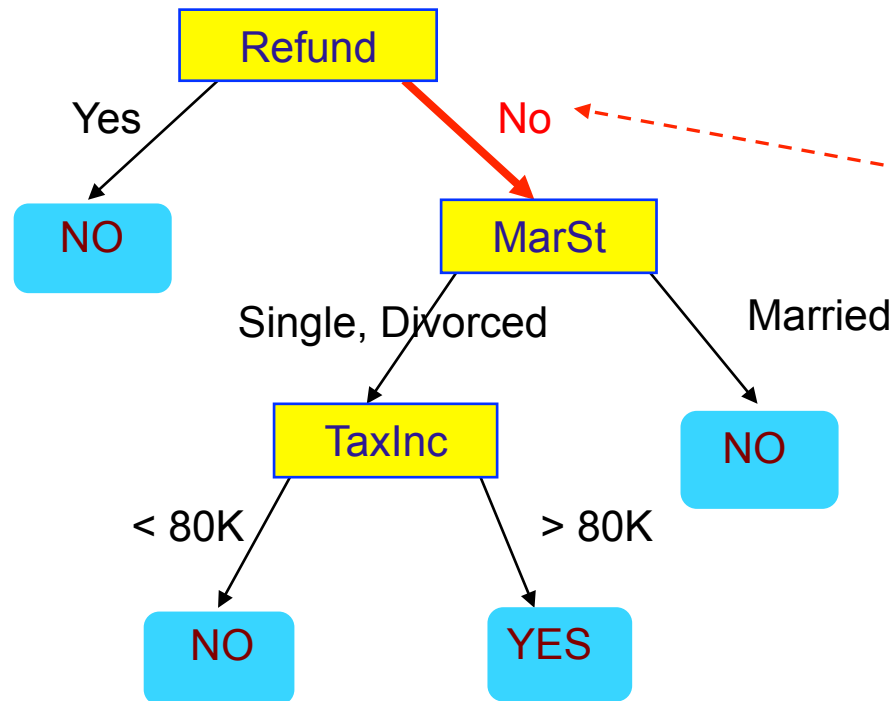 Refund
Yes
No
NO
MarSt
Single, Divorced
Married
TaxInc
NO
< 80K
> 80K
NO
YES